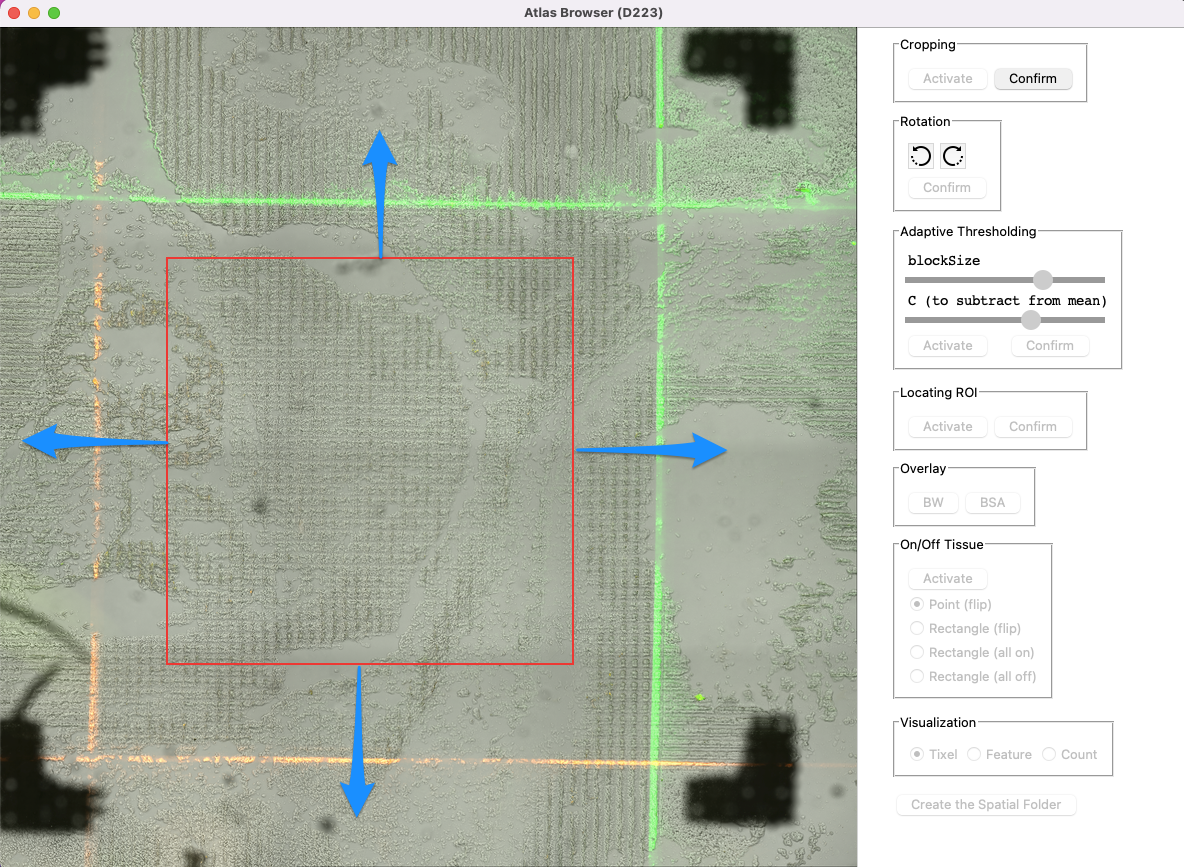 Atlas Browser (D223)
Cropping
Activate Confirm
Rotation
Confirm
Adaptive Thresholding
blockSize
C (to subtract from mean)
Activate Confirm
Locating ROI
Activate Confirm
Overlay
BW BSA
On/Off Tissue
Activate
Point (flip)
Rectangle (flip)
Rectangle (all on)
Rectangle (all off)
Visualization
Tixel Feature Count
Create the Spatial Folder